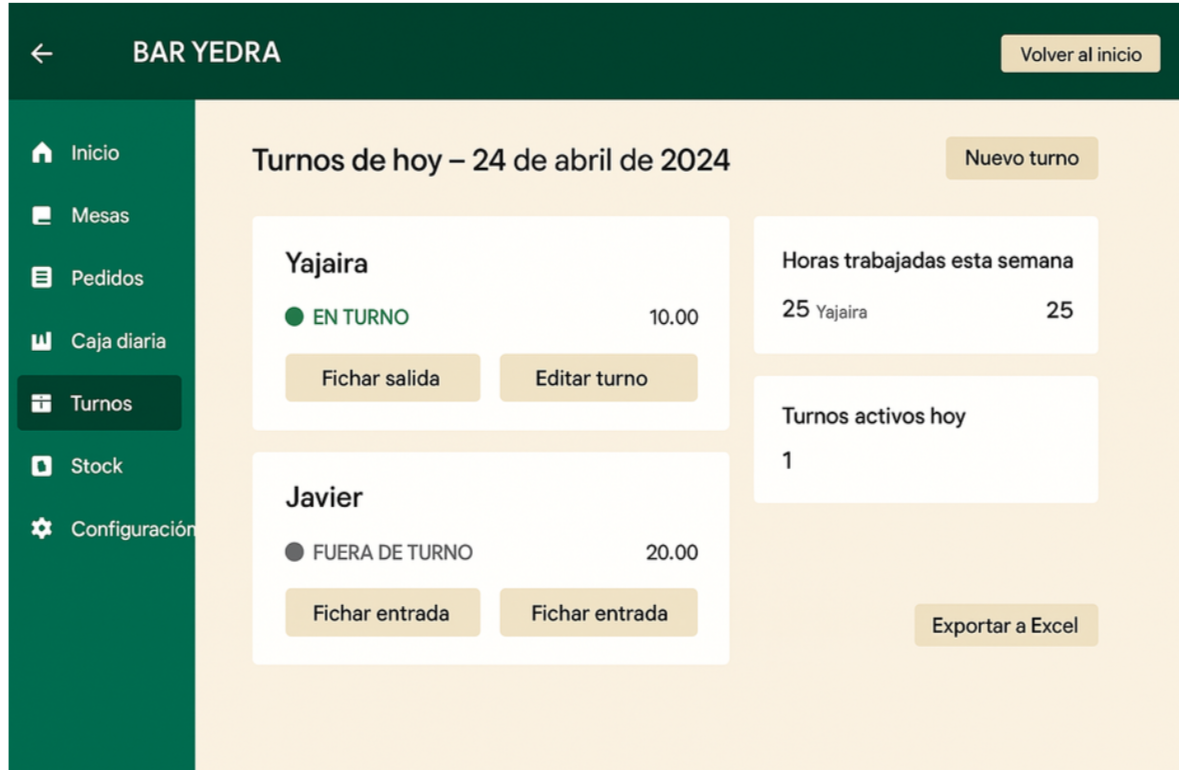 BAR YEDRA
Volver al inicio
Inicio
Mesas
Pedidos
Caja diaria
Turnos
Stock
Configuración
Turnos de hoy – 24 de abril de 2024
Nuevo turno
Yajaira
EN TURNO 10.00
Fichar salida Editar turno
Javier
FUERA DE TURNO 20.00
Fichar entrada Fichar entrada
Horas trabajadas esta semana
25 Yajaira 25
Turnos activos hoy
1
Exportar a Excel